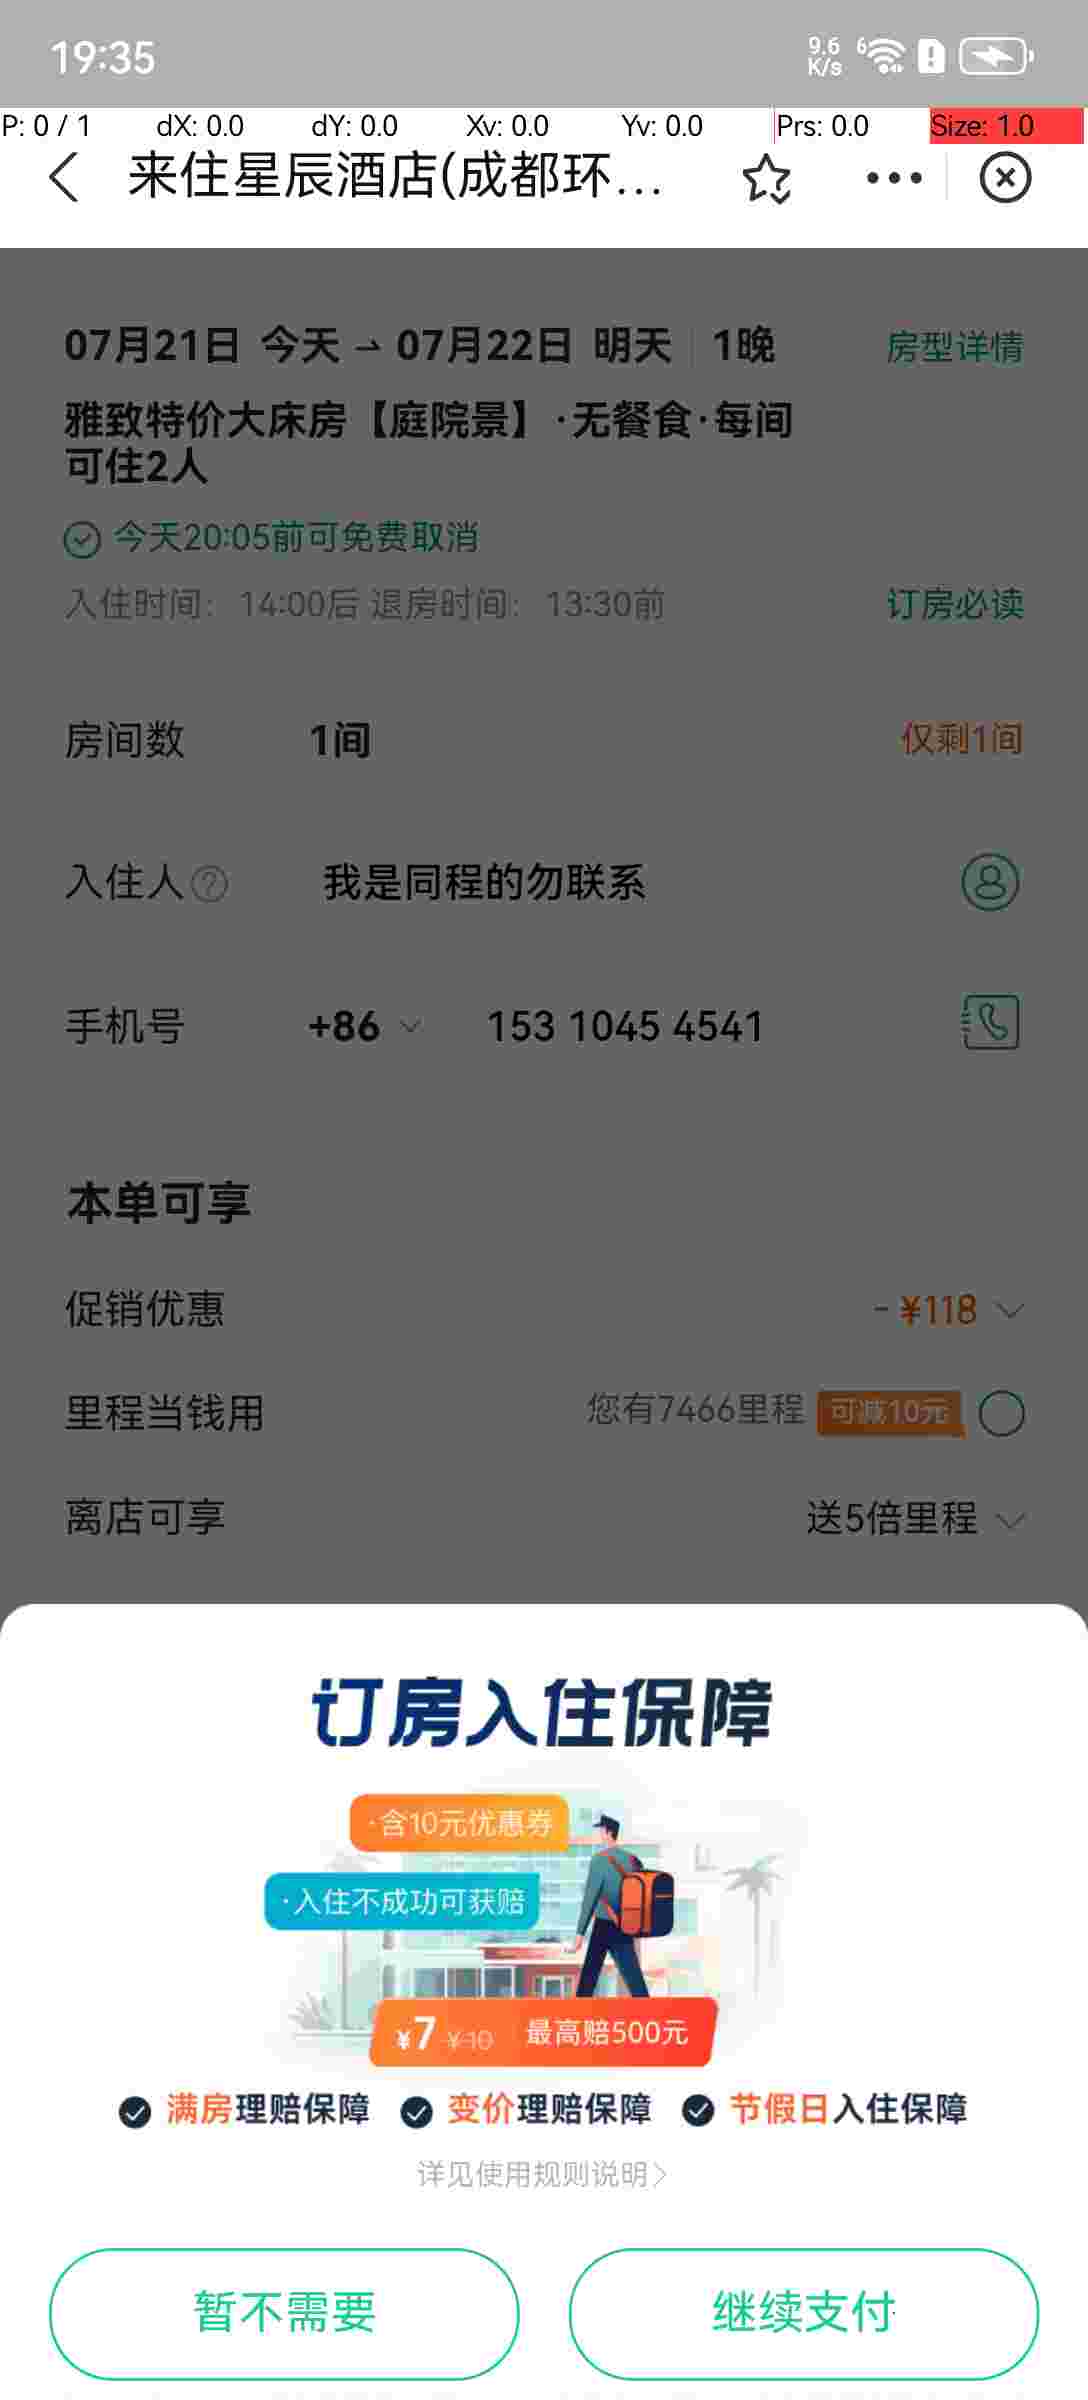 19:35
9.6 K/s
6
P: 0 / 1 dX: 0.0 dY: 0.0 Xv: 0.0 Yv: 0.0 Prs: 0.0 Size: 1.0
来住星辰酒店(成都环...
07月21日 今天 → 07月22日 明天 1晚 房型详情
雅致特价大床房【庭院景】·无餐食·每间
可住2人
今天20:05前可免费取消
入住时间: 14:00后 退房时间: 13:30前 订房必读
房间数 1间 仅剩1间
入住人? 我是同程的勿联系
手机号 +86 153 1045 4541
本单可享
促销优惠 - ¥118
里程当钱用 您有7466里程 可减10元
离店可享 送5倍里程
订房入住保障
·含10元优惠券
·入住不成功可获赔
¥7 ¥10 最高赔500元
满房理赔保障 变价理赔保障 节假日入住保障
详见使用规则说明>
暂不需要 继续支付